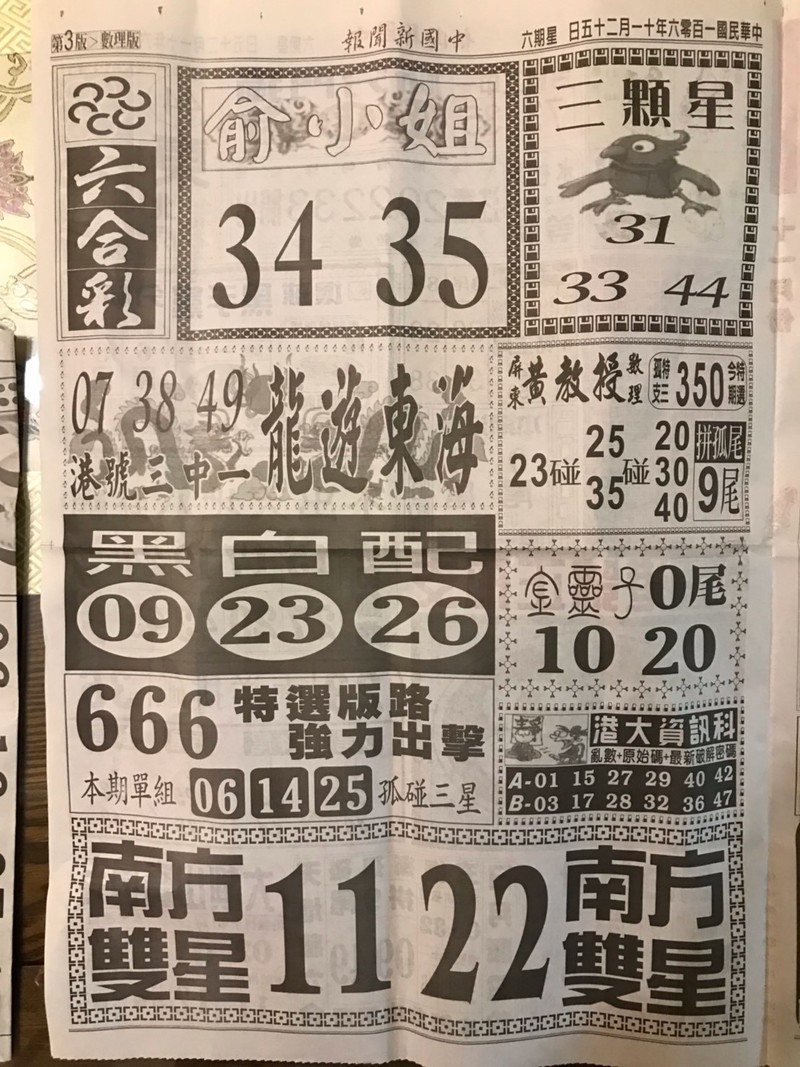 中華民國一百零六年十一月二十五日 星期六
中國新聞報
第3版>數理版
六合彩
俞小姐
34 35
三顆星
31
33 44
07 38 49
港號三中一
龍遊東海
屏東黃教授數理
孤支特三350今期特選
23碰
25
35
碰
20
30
40
拼孤尾
9尾
黑白配
09 23 26
金靈子0尾
10 20
666特選版路
強力出擊
本期單組 06 14 25 孤碰三星
港大資訊科
亂數+原始碼+最新破解密碼
A-01 15 27 29 40 42
B-03 17 28 32 36 47
南方雙星
11 22
南方雙星